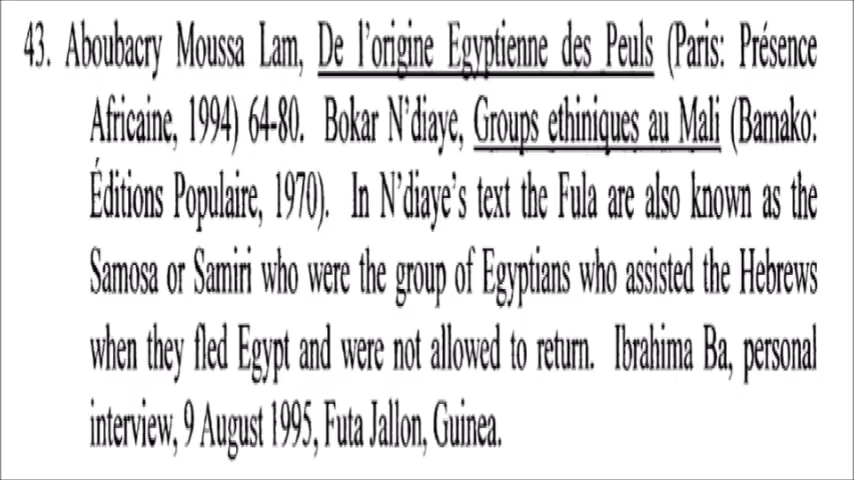 43. Aboubacry Moussa Lam, De l'origine Egyptienne des Peuls (Paris: Présence
Africaine, 1994) 64-80. Bokar N'diaye, Groups ethiniques au Mali (Bamako:
Éditions Populaire, 1970). In N'diaye's text the Fula are also known as the
Samosa or Samiri who were the group of Egyptians who assisted the Hebrews
when they fled Egypt and were not allowed to return. Ibrahima Ba, personal
interview, 9 August 1995, Futa Jallon, Guinea.